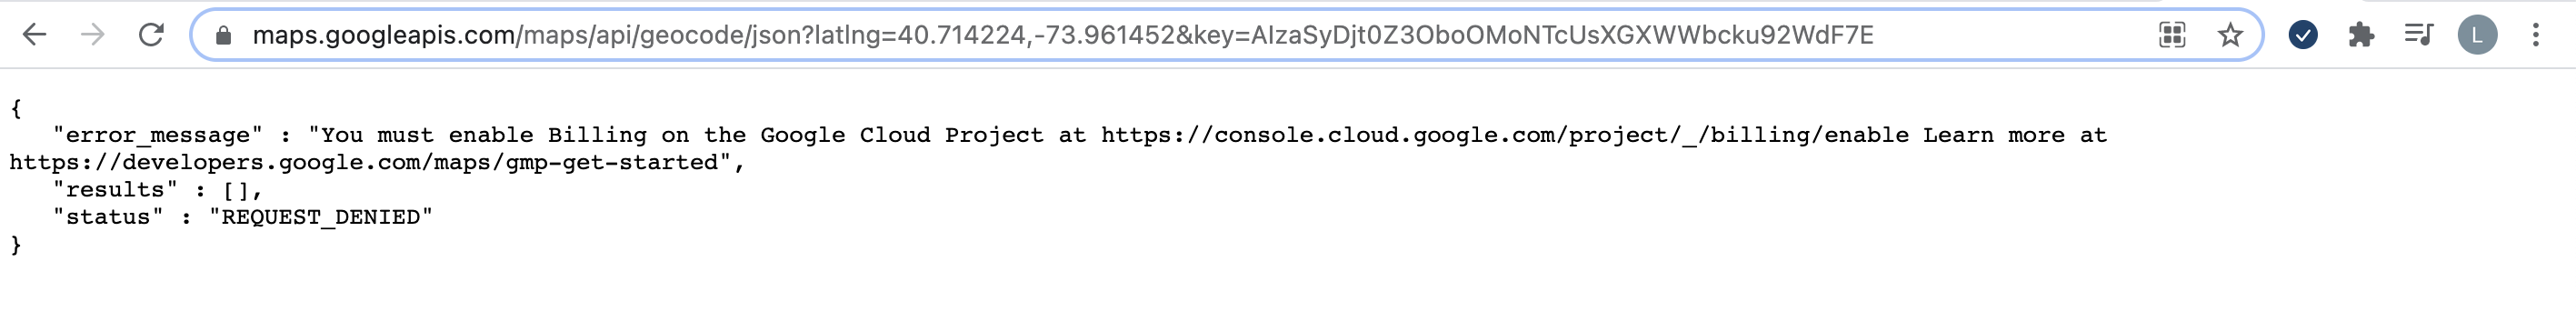 maps.googleapis.com/maps/api/geocode/json?latlng=40.714224,-73.961452&key=AIzaSyDjt0Z3OboOMoNTcUsXGXWWbcku92WdF7E
L
{
"error_message" : "You must enable Billing on the Google Cloud Project at https://console.cloud.google.com/project/_/billing/enable Learn more at
https://developers.google.com/maps/gmp-get-started",
"results" : [],
"status" : "REQUEST_DENIED"
}